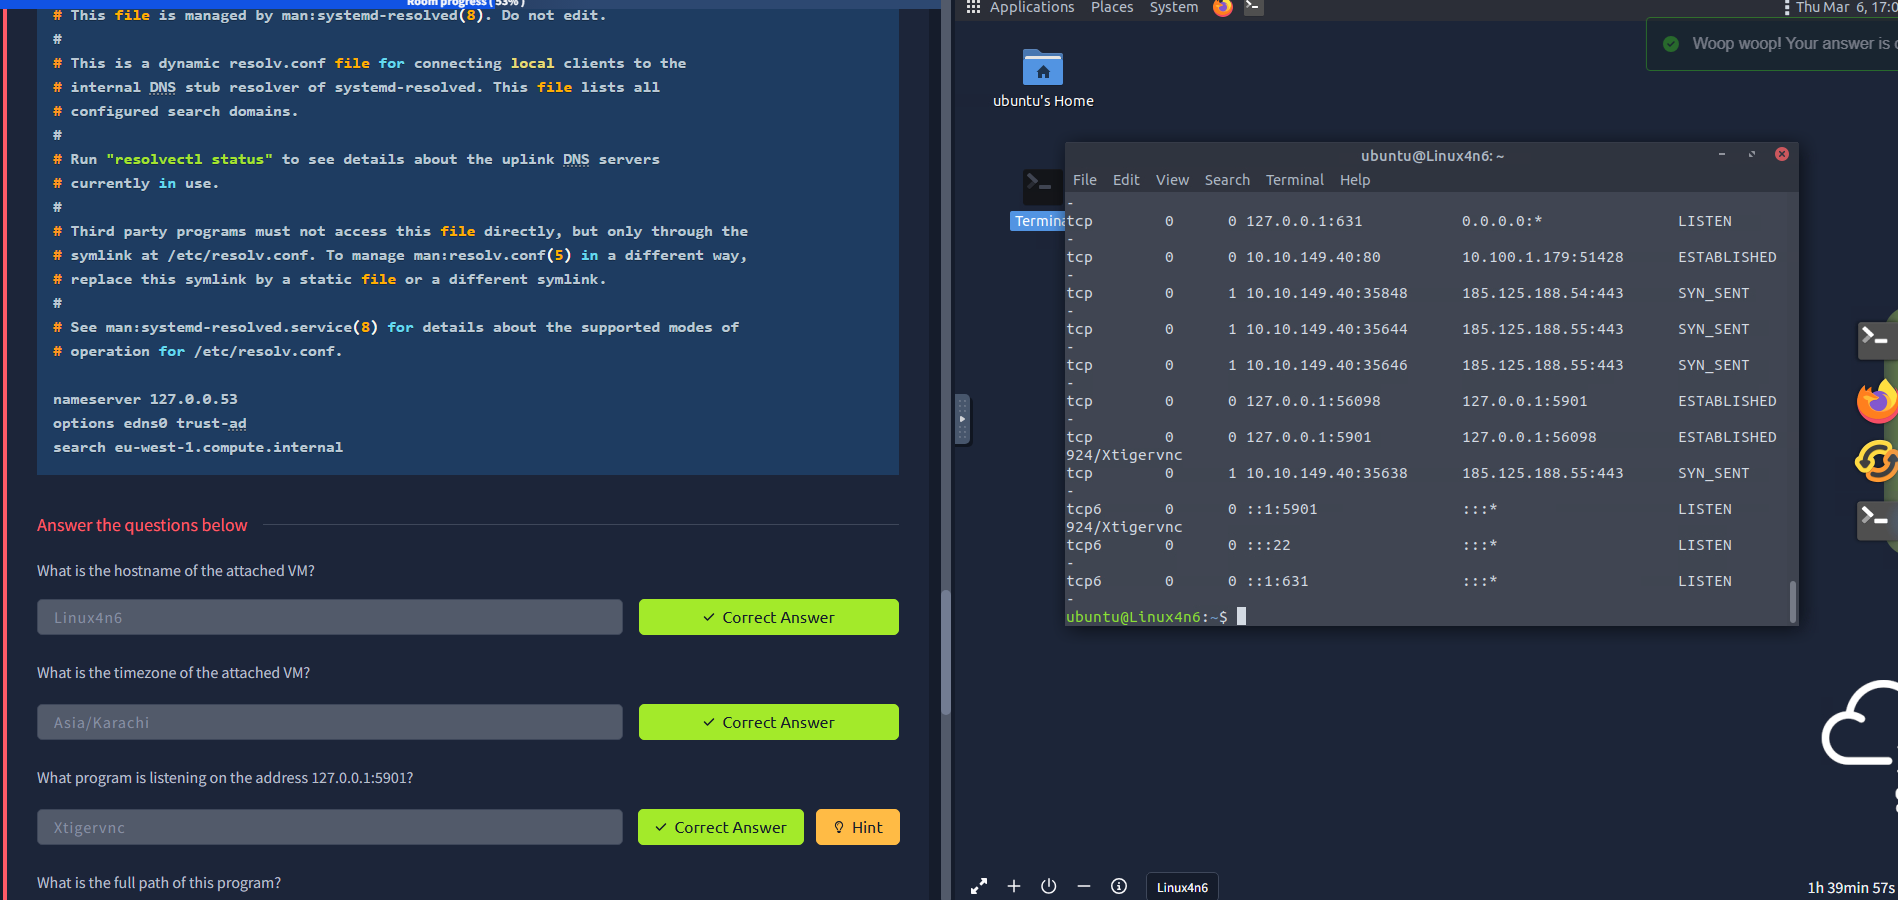 Room progress ( 53% )
# This file is managed by man:systemd-resolved(8). Do not edit.
#
# This is a dynamic resolv.conf file for connecting local clients to the
# internal DNS stub resolver of systemd-resolved. This file lists all
# configured search domains.
#
# Run "resolvectl status" to see details about the uplink DNS servers
# currently in use.
#
# Third party programs must not access this file directly, but only through the
# symlink at /etc/resolv.conf. To manage man:resolv.conf(5) in a different way,
# replace this symlink by a static file or a different symlink.
#
# See man:systemd-resolved.service(8) for details about the supported modes of
# operation for /etc/resolv.conf.
nameserver 127.0.0.53
options edns0 trust-ad
search eu-west-1.compute.internal
Answer the questions below
What is the hostname of the attached VM?
Linux4n6
Correct Answer
What is the timezone of the attached VM?
Asia/Karachi
Correct Answer
What program is listening on the address 127.0.0.1:5901?
Xtigervnc
Correct Answer
Hint
What is the full path of this program?
Applications Places System
Thu Mar 6, 17:0
Woop woop! Your answer is
ubuntu's Home
Termina
ubuntu@Linux4n6: ~
File Edit View Search Terminal Help
-
tcp 0 0 127.0.0.1:631 0.0.0.0:* LISTEN
-
tcp 0 0 10.10.149.40:80 10.100.1.179:51428 ESTABLISHED
-
tcp 0 1 10.10.149.40:35848 185.125.188.54:443 SYN_SENT
-
tcp 0 1 10.10.149.40:35644 185.125.188.55:443 SYN_SENT
-
tcp 0 1 10.10.149.40:35646 185.125.188.55:443 SYN_SENT
-
tcp 0 0 127.0.0.1:56098 127.0.0.1:5901 ESTABLISHED
-
tcp 0 0 127.0.0.1:5901 127.0.0.1:56098 ESTABLISHED
924/Xtigervnc
tcp 0 1 10.10.149.40:35638 185.125.188.55:443 SYN_SENT
-
tcp6 0 0 ::1:5901 :::* LISTEN
924/Xtigervnc
tcp6 0 0 :::22 :::* LISTEN
-
tcp6 0 0 ::1:631 :::* LISTEN
-
ubuntu@Linux4n6:~$
Linux4n6
1h 39min 57s